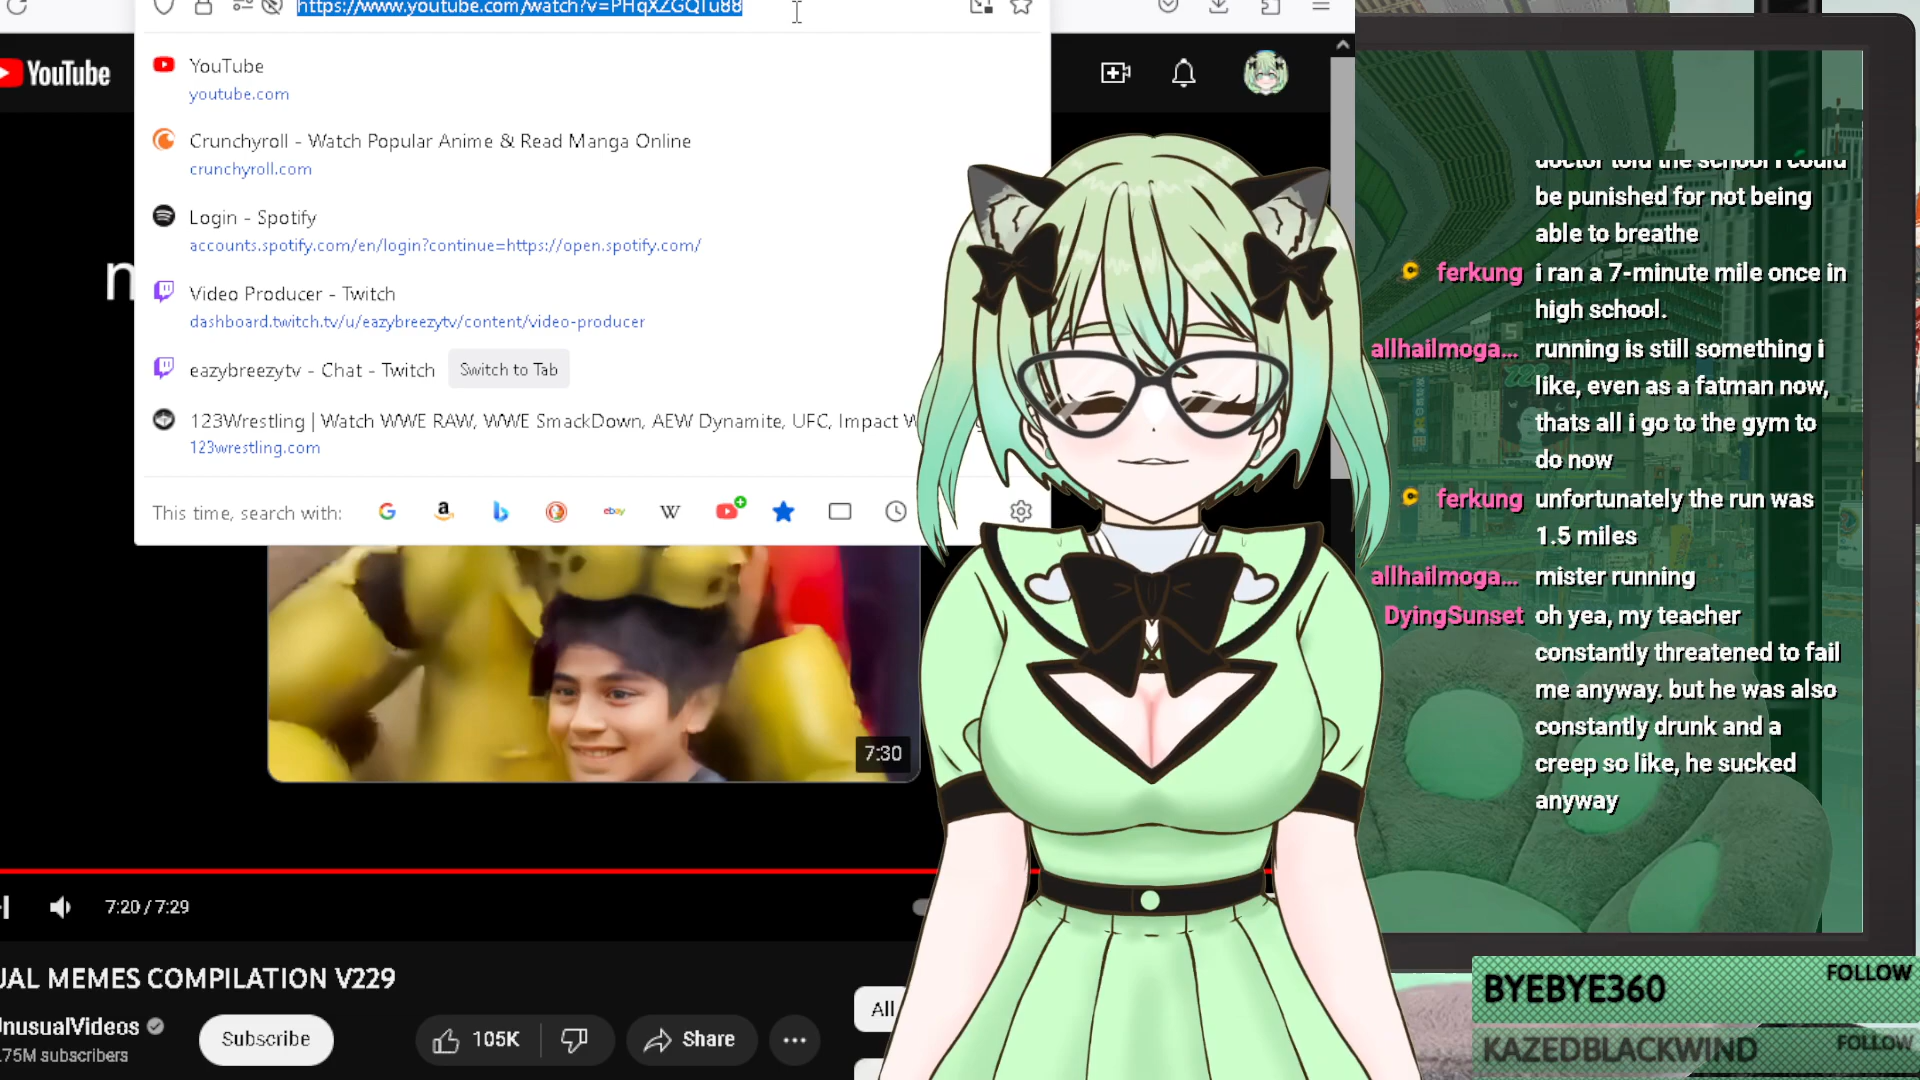 https://www.youtube.com/watch?v=PHqXZGQTu88
YouTube
YouTube
youtube.com
Crunchyroll - Watch Popular Anime & Read Manga Online
crunchyroll.com
Login - Spotify
accounts.spotify.com/en/login?continue=https://open.spotify.com/
Video Producer - Twitch
dashboard.twitch.tv/u/eazybreezytv/content/video-producer
eazybreezytv - Chat - Twitch Switch to Tab
123Wrestling | Watch WWE RAW, WWE SmackDown, AEW Dynamite, UFC, Impact W
123wrestling.com
This time, search with:
ebay
7:30
7:20 / 7:29
UAL MEMES COMPILATION V229
UnusualVideos
.75M subscribers
Subscribe
105K
Share
All
doctor told the school i could
be punished for not being
able to breathe
ferkung i ran a 7-minute mile once in
high school.
allhailmoga... running is still something i
like, even as a fatman now,
thats all i go to the gym to
do now
ferkung unfortunately the run was
1.5 miles
allhailmoga... mister running
DyingSunset oh yea, my teacher
constantly threatened to fail
me anyway. but he was also
constantly drunk and a
creep so like, he sucked
anyway
BYEBYE360 FOLLOW
KAZEDBLACKWIND FOLLOW